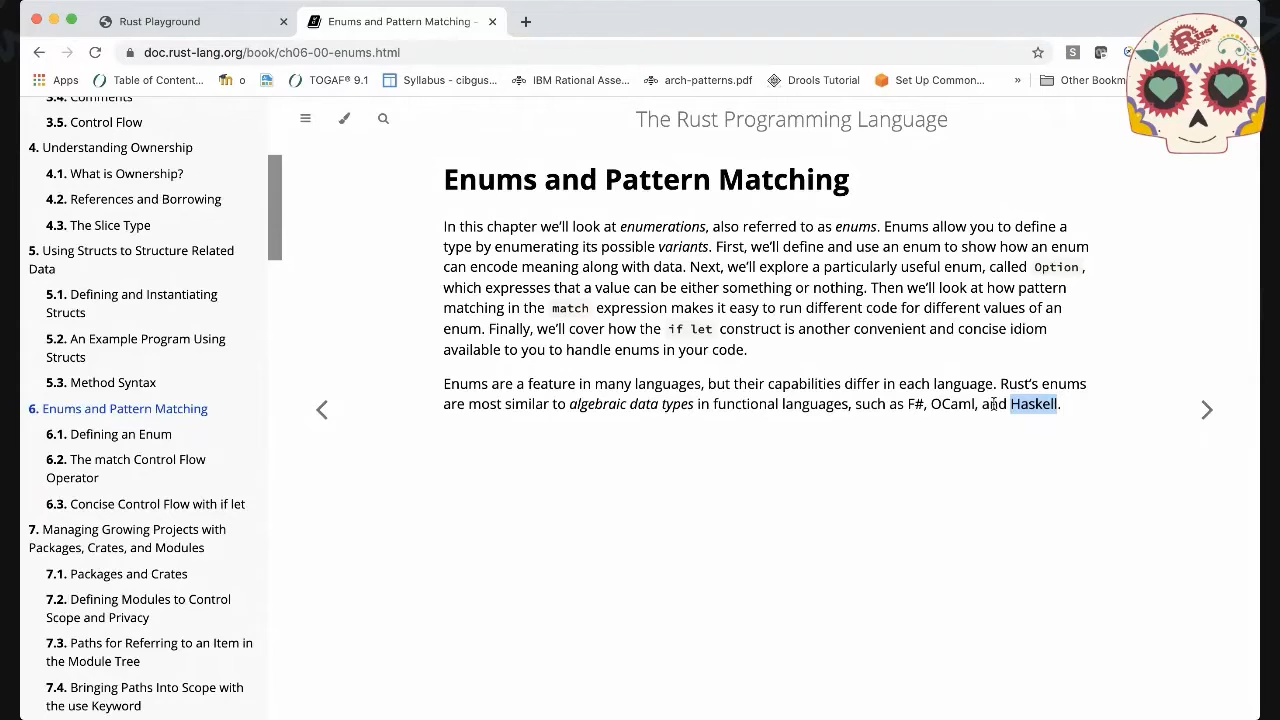 Rust Playground
Enums and Pattern Matching -
doc.rust-lang.org/book/ch06-00-enums.html
S
Apps
Table of Content...
o
TOGAF® 9.1
Syllabus - cibgus...
IBM Rational Asse...
arch-patterns.pdf
Drools Tutorial
Set Up Common...
»
Other Bookm
Rust
3.4. Comments
3.5. Control Flow
4. Understanding Ownership
4.1. What is Ownership?
4.2. References and Borrowing
4.3. The Slice Type
5. Using Structs to Structure Related
Data
5.1. Defining and Instantiating
Structs
5.2. An Example Program Using
Structs
5.3. Method Syntax
6. Enums and Pattern Matching
6.1. Defining an Enum
6.2. The match Control Flow
Operator
6.3. Concise Control Flow with if let
7. Managing Growing Projects with
Packages, Crates, and Modules
7.1. Packages and Crates
7.2. Defining Modules to Control
Scope and Privacy
7.3. Paths for Referring to an Item in
the Module Tree
7.4. Bringing Paths Into Scope with
the use Keyword
The Rust Programming Language
Enums and Pattern Matching
In this chapter we’ll look at enumerations, also referred to as enums. Enums allow you to define a
type by enumerating its possible variants. First, we’ll define and use an enum to show how an enum
can encode meaning along with data. Next, we’ll explore a particularly useful enum, called Option,
which expresses that a value can be either something or nothing. Then we’ll look at how pattern
matching in the match expression makes it easy to run different code for different values of an
enum. Finally, we’ll cover how the if let construct is another convenient and concise idiom
available to you to handle enums in your code.
Enums are a feature in many languages, but their capabilities differ in each language. Rust’s enums
are most similar to algebraic data types in functional languages, such as F#, OCaml, and Haskell.